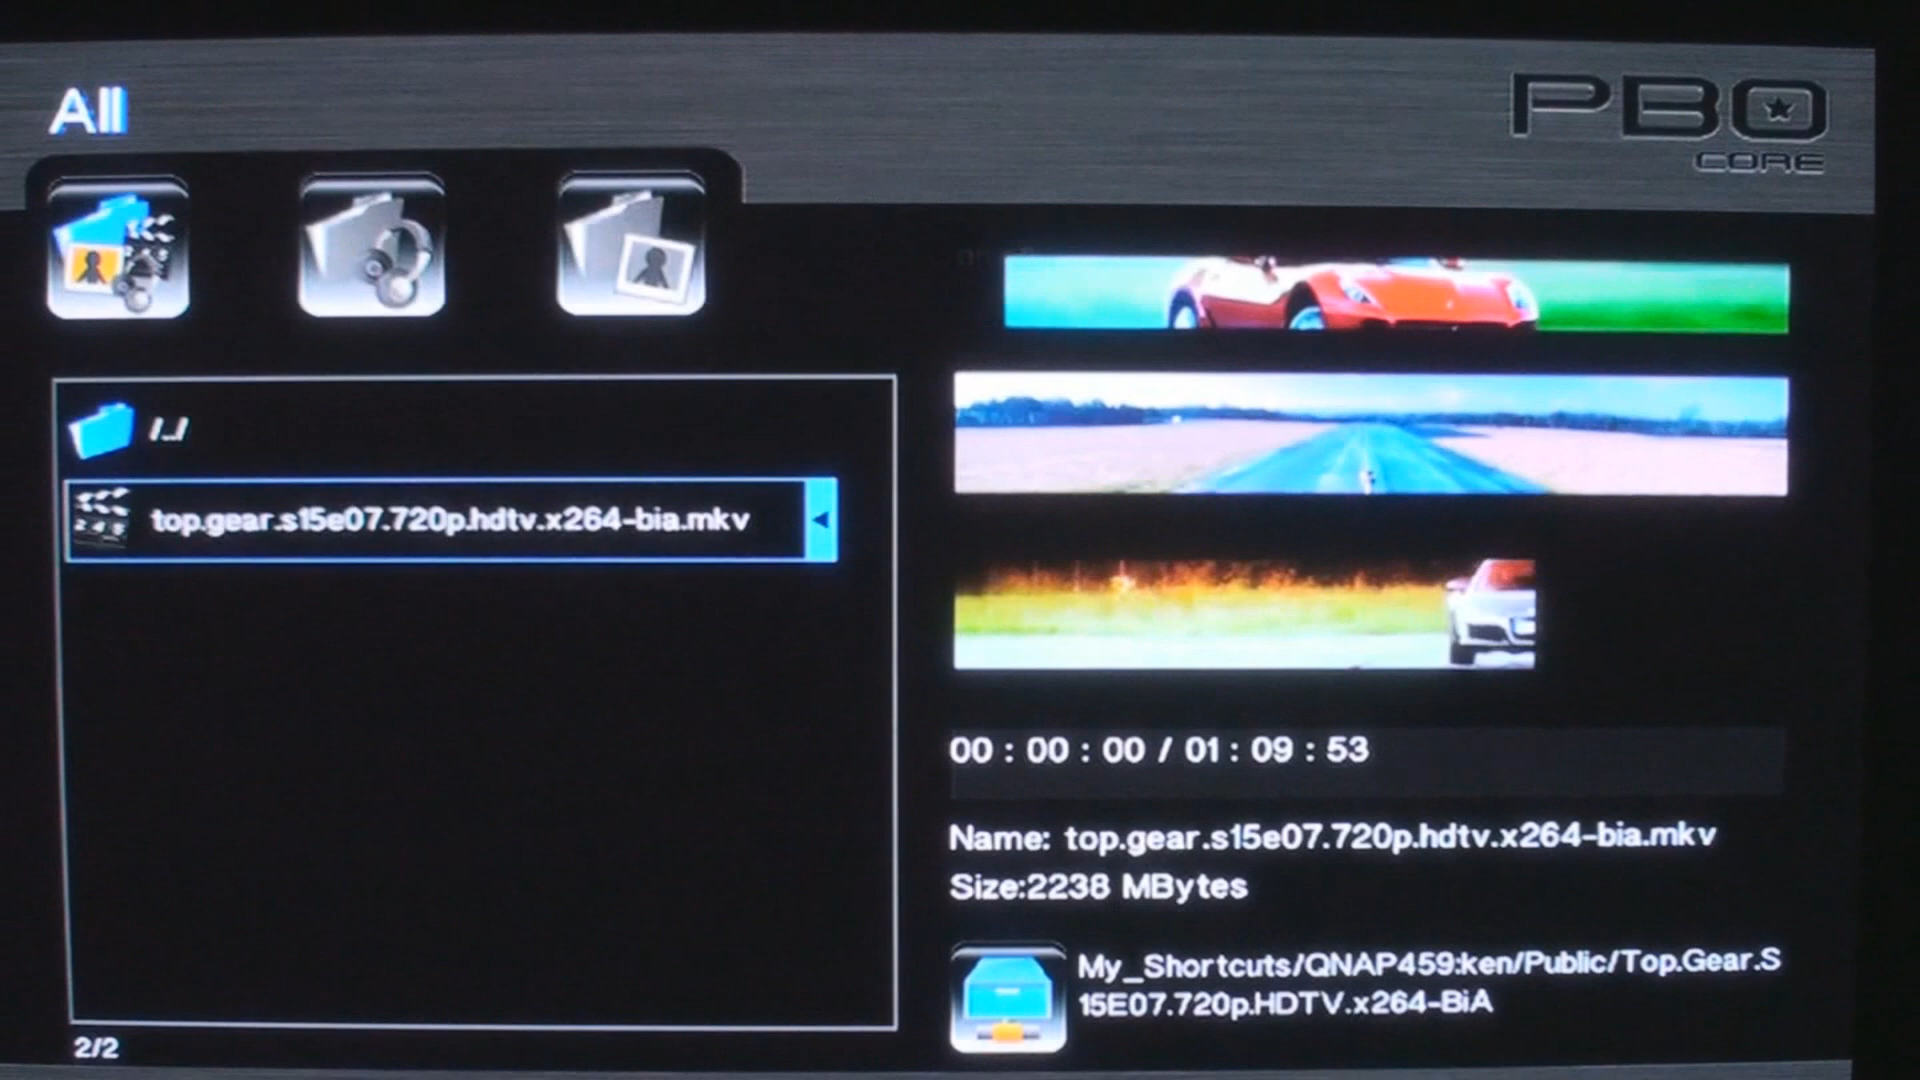 All
PBO
CORE
/../
top.gear.s15e07.720p.hdtv.x264-bia.mkv
00 : 00 : 00 / 01 : 09 : 53
Name: top.gear.s15e07.720p.hdtv.x264-bia.mkv
Size:2238 MBytes
My_Shortcuts/QNAP459:ken/Public/Top.Gear.S
15E07.720p.HDTV.x264-BiA
2/2